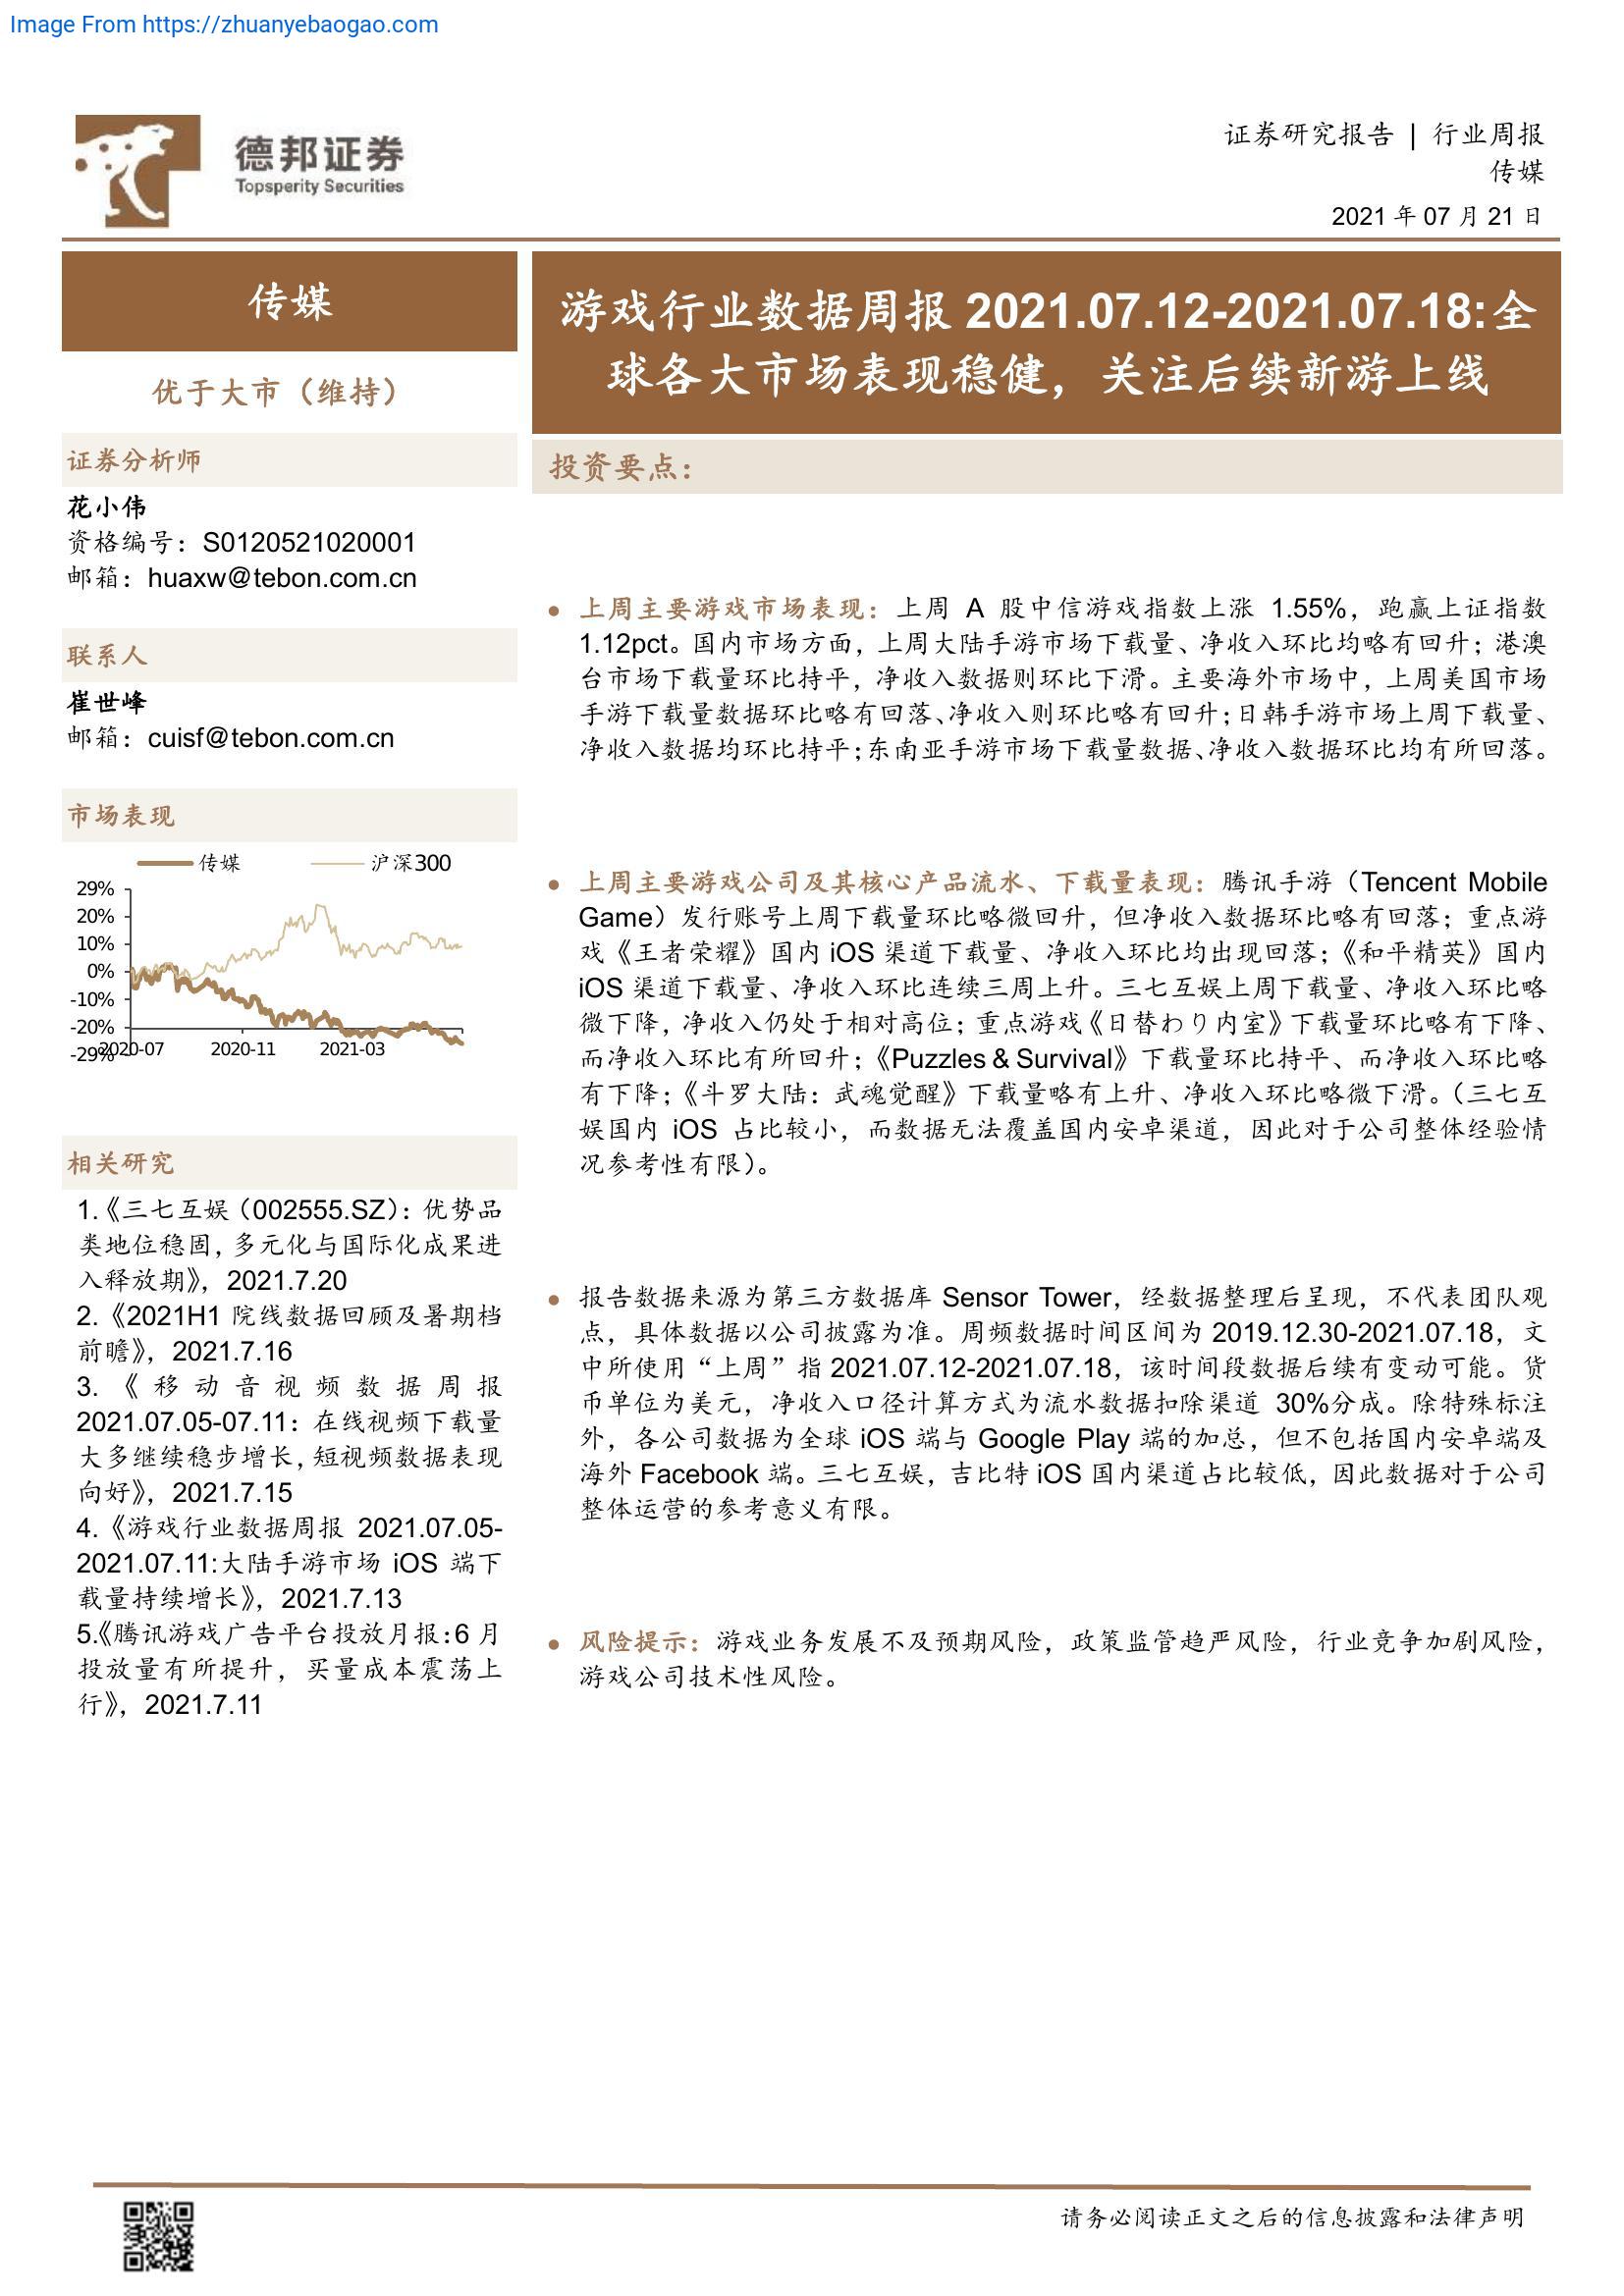 Image From https://zhuanyebaogao.com
德邦证券
Topsperity Securities
证券研究报告 | 行业周报
传媒
2021 年 07 月 21 日
传媒
优于大市（维持）
证券分析师
花小伟
资格编号：S0120521020001
邮箱：huaxw@tebon.com.cn
联系人
崔世峰
邮箱：cuisf@tebon.com.cn
市场表现
传媒 沪深300
29%
20%
10%
0%
-10%
-20%
-29%
2020-07 2020-11 2021-03
相关研究
1.《三七互娱（002555.SZ）：优势品
类地位稳固，多元化与国际化成果进
入释放期》，2021.7.20
2.《2021H1 院线数据回顾及暑期档
前瞻》，2021.7.16
3.《移动音视频数据周报
2021.07.05-07.11：在线视频下载量
大多继续稳步增长，短视频数据表现
向好》，2021.7.15
4.《游戏行业数据周报 2021.07.05-
2021.07.11:大陆手游市场 iOS 端下
载量持续增长》，2021.7.13
5.《腾讯游戏广告平台投放月报：6 月
投放量有所提升，买量成本震荡上
行》，2021.7.11
游戏行业数据周报 2021.07.12-2021.07.18:全
球各大市场表现稳健，关注后续新游上线
投资要点：
● 上周主要游戏市场表现：上周 A 股中信游戏指数上涨 1.55%，跑赢上证指数
1.12pct。国内市场方面，上周大陆手游市场下载量、净收入环比均略有回升；港澳
台市场下载量环比持平，净收入数据则环比下滑。主要海外市场中，上周美国市场
手游下载量数据环比略有回落、净收入则环比略有回升；日韩手游市场上周下载量、
净收入数据均环比持平；东南亚手游市场下载量数据、净收入数据环比均有所回落。
● 上周主要游戏公司及其核心产品流水、下载量表现：腾讯手游（Tencent Mobile
Game）发行账号上周下载量环比略微回升，但净收入数据环比略有回落；重点游
戏《王者荣耀》国内 iOS 渠道下载量、净收入环比均出现回落；《和平精英》国内
iOS 渠道下载量、净收入环比连续三周上升。三七互娱上周下载量、净收入环比略
微下降，净收入仍处于相对高位；重点游戏《日替わり内室》下载量环比略有下降、
而净收入环比有所回升；《Puzzles & Survival》下载量环比持平、而净收入环比略
有下降；《斗罗大陆：武魂觉醒》下载量略有上升、净收入环比略微下滑。（三七互
娱国内 iOS 占比较小，而数据无法覆盖国内安卓渠道，因此对于公司整体经验情
况参考性有限）。
● 报告数据来源为第三方数据库 Sensor Tower，经数据整理后呈现，不代表团队观
点，具体数据以公司披露为准。周频数据时间区间为 2019.12.30-2021.07.18，文
中所使用“上周”指 2021.07.12-2021.07.18，该时间段数据后续有变动可能。货
币单位为美元，净收入口径计算方式为流水数据扣除渠道 30%分成。除特殊标注
外，各公司数据为全球 iOS 端与 Google Play 端的加总，但不包括国内安卓端及
海外 Facebook 端。三七互娱，吉比特 iOS 国内渠道占比较低，因此数据对于公司
整体运营的参考意义有限。
● 风险提示：游戏业务发展不及预期风险，政策监管趋严风险，行业竞争加剧风险，
游戏公司技术性风险。
请务必阅读正文之后的信息披露和法律声明